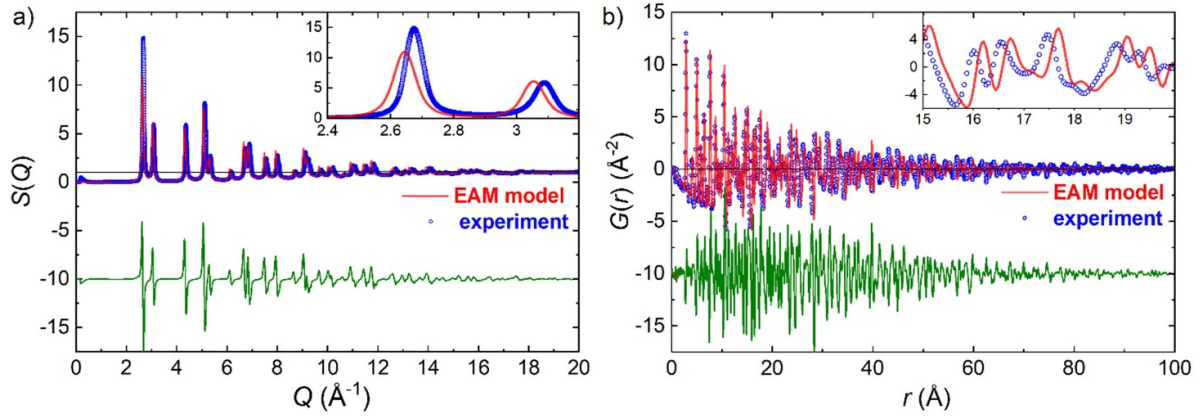 a)
15
10
5
0
-5
-10
-15
S(Q)
0 2 4 6 8 10 12 14 16 18 20
Q (Å-1)
15
10
5
0
2.4 2.6 2.8 3
EAM model
experiment
b)
15
10
5
0
-5
-10
-15
G(r) (Å-2)
0 20 40 60 80 100
r (Å)
4
0
-4
15 16 17 18 19
EAM model
experiment